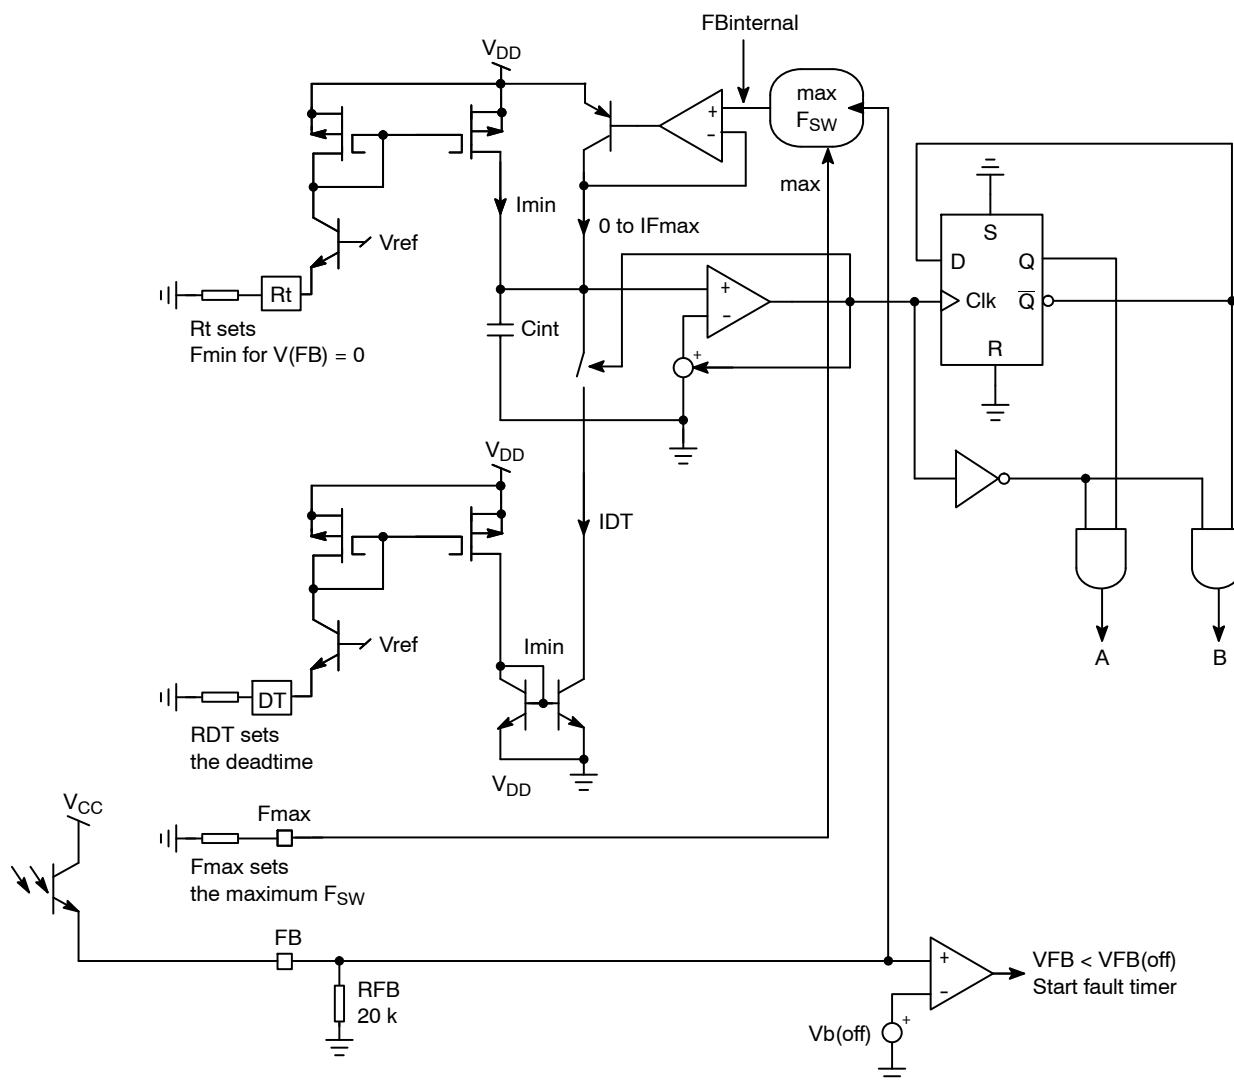 FBinternal
VDD
max
FSW
+
−
max
Imin
0 to IFmax
Vref
S
D
Q
Clk
Q
R
Rt
Rt sets
Fmin for V(FB) = 0
Cint
+
−
+
VDD
IDT
Vref
Imin
A
B
DT
RDT sets
the deadtime
VDD
VCC
Fmax
Fmax sets
the maximum FSW
FB
RFB
20 k
+
−
VFB < VFB(off)
Start fault timer
+
Vb(off)